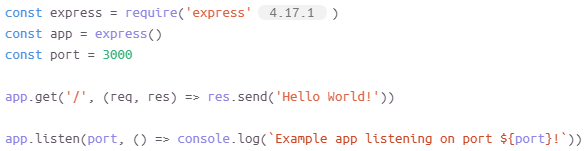 const express = require('express' 4.17.1 )
const app = express()
const port = 3000
app.get('/', (req, res) => res.send('Hello World!'))
app.listen(port, () => console.log(`Example app listening on port ${port}!`))